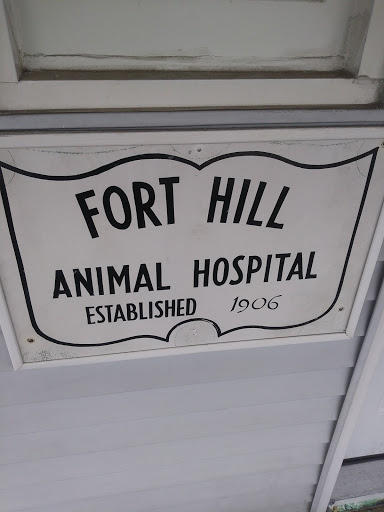 FORT HILL
ANIMAL HOSPITAL
ESTABLISHED 1906